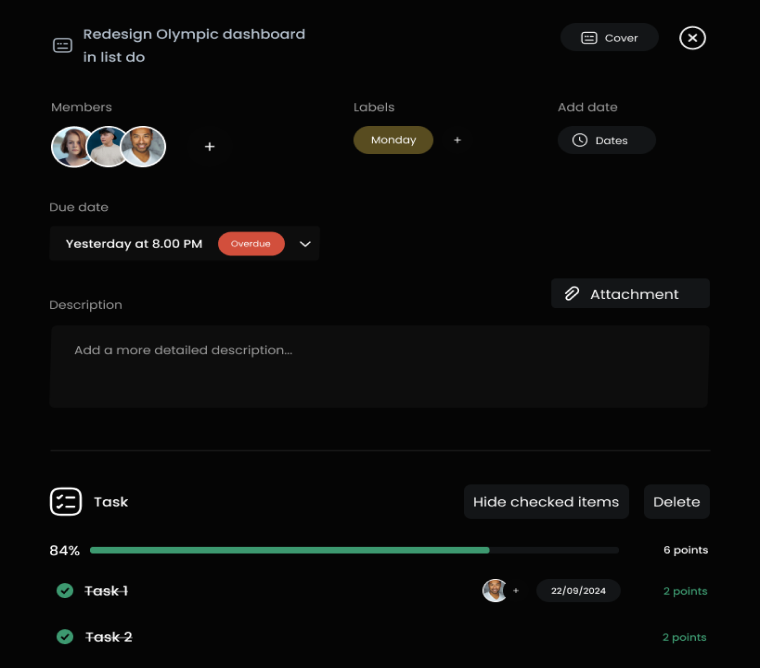 Redesign Olympic dashboard
in list do
Cover
Members
Labels
Add date
+
Monday
+
Dates
Due date
Yesterday at 8.00 PM
Overdue
Attachment
Description
Add a more detailed description...
Task
Hide checked items
Delete
84%
6 points
Task 1
+
22/09/2024
2 points
Task 2
2 points